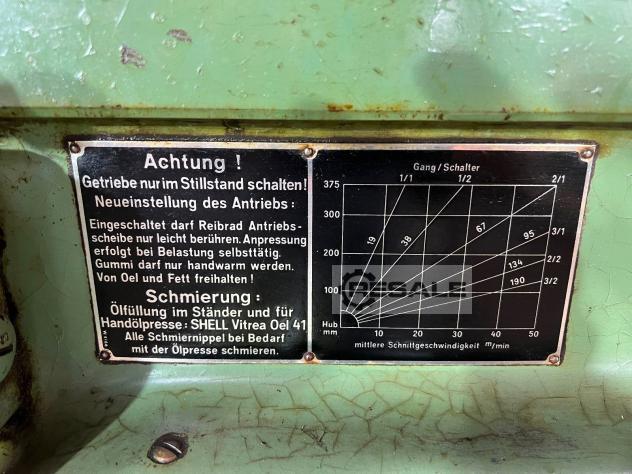 Achtung !
Getriebe nur im Stillstand schalten!
Neueinstellung des Antriebs:
Eingeschaltet darf Reibrad Antriebs-
scheibe nur leicht berühren. Anpressung
erfolgt bei Belastung selbsttätig.
Gummi darf nur handwarm werden.
Von Oel und Fett freihalten!
Schmierung:
Ölfüllung im Ständer und für
Handölpresse: SHELL Vitrea Oel 41
Alle Schmiernippel bei Bedarf
mit der Ölpresse schmieren.
Gang/Schalter
1/1 1/2 2/1
375
300
200
100
Hub
mm
19 38 67 95 134 190
3/1
2/2
3/2
10 20 30 40 50
mittlere Schnittgeschwindigkeit m/min
RESALE